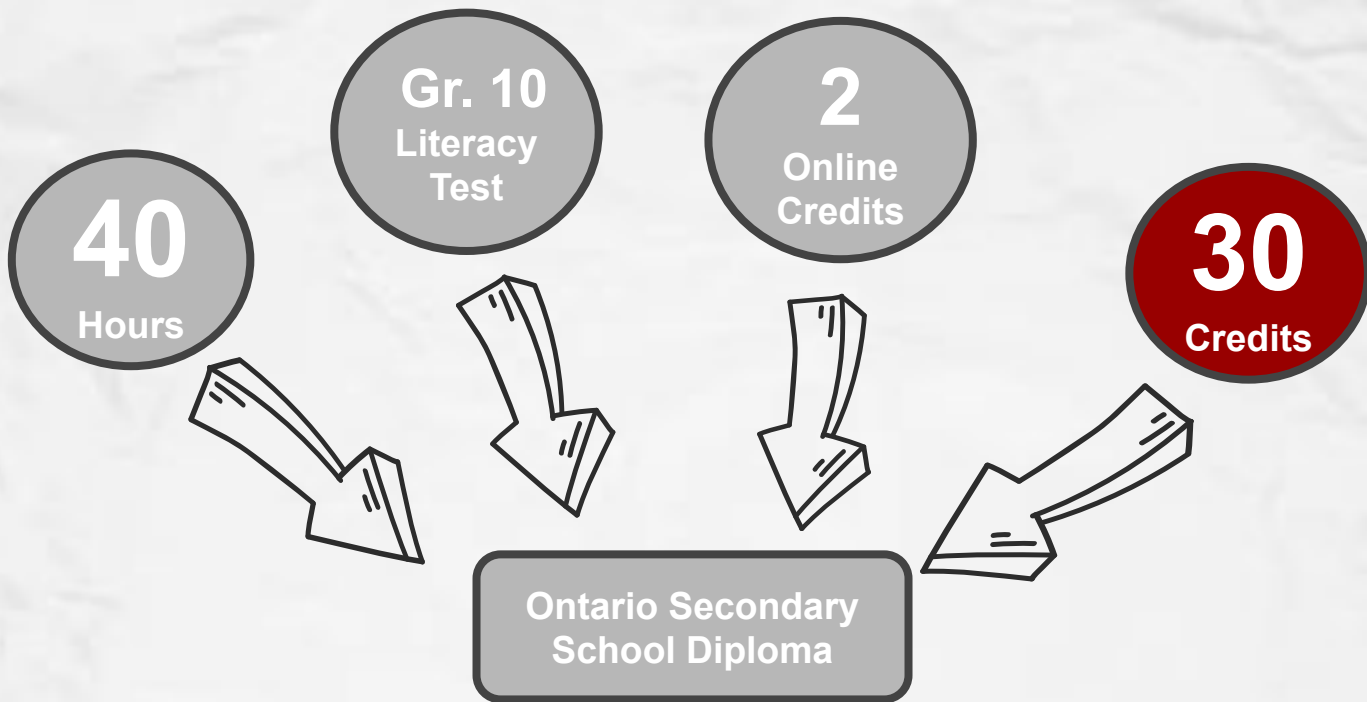 40
Hours
Gr. 10
Literacy
Test
2
Online
Credits
30
Credits
Ontario Secondary
School Diploma